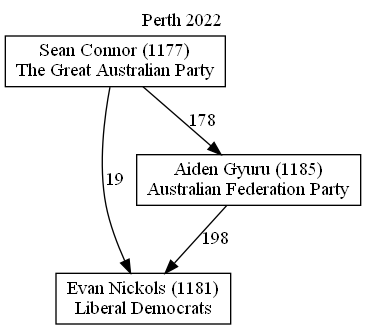 Perth 2022
Sean Connor (1177)
The Great Australian Party
178
Aiden Gyuru (1185)
Australian Federation Party
19
198
Evan Nickols (1181)
Liberal Democrats